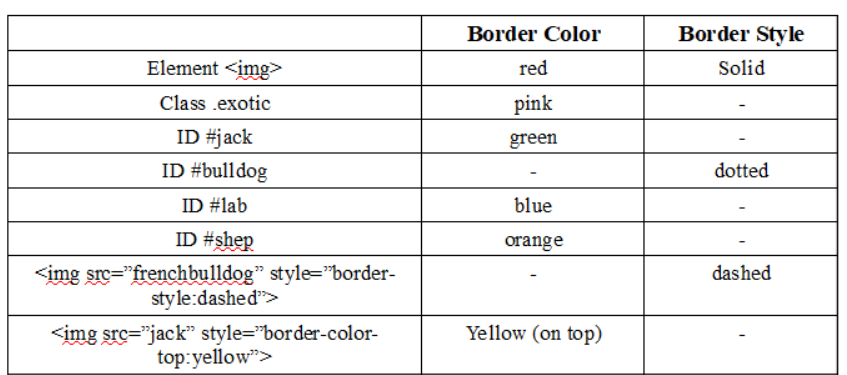 Border Color Border Style
Element <img> red Solid
Class .exotic pink -
ID #jack green -
ID #bulldog - dotted
ID #lab blue -
ID #shep orange -
<img src=”frenchbulldog” style=”border- - dashed
style:dashed”>
<img src=”jack” style=”border-color- Yellow (on top) -
top:yellow”>